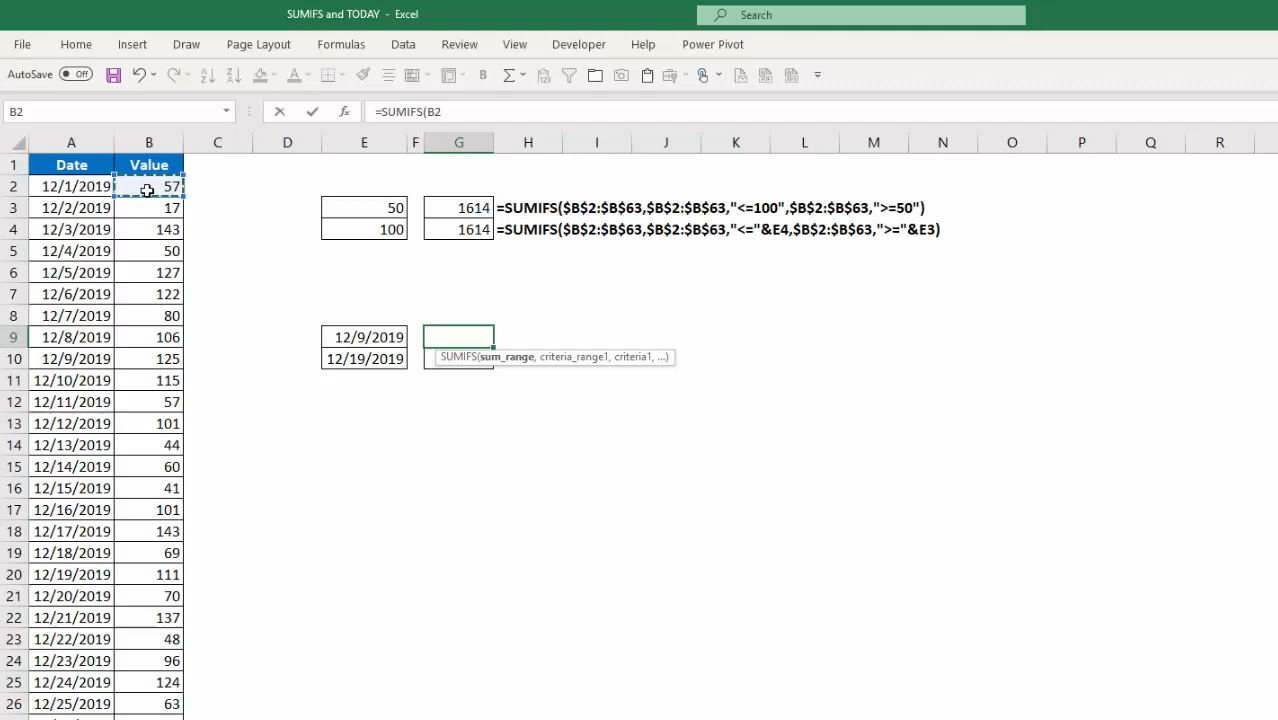 SUMIFS and TODAY - Excel
Search
File Home Insert Draw Page Layout Formulas Data Review View Developer Help Power Pivot
AutoSave Off
B2 =SUMIFS(B2
A B C D E F G H I J K L M N O P Q R
1 Date Value
2 12/1/2019 57
3 12/2/2019 17 50 1614 =SUMIFS($B$2:$B$63,$B$2:$B$63,"<=100",$B$2:$B$63,">=50")
4 12/3/2019 143 100 1614 =SUMIFS($B$2:$B$63,$B$2:$B$63,"<="&E4,$B$2:$B$63,">="&E3)
5 12/4/2019 50
6 12/5/2019 127
7 12/6/2019 122
8 12/7/2019 80
9 12/8/2019 106 12/9/2019
10 12/9/2019 125 12/19/2019 SUMIFS(sum_range, criteria_range1, criteria1, ...)
11 12/10/2019 115
12 12/11/2019 57
13 12/12/2019 101
14 12/13/2019 44
15 12/14/2019 60
16 12/15/2019 41
17 12/16/2019 101
18 12/17/2019 143
19 12/18/2019 69
20 12/19/2019 111
21 12/20/2019 70
22 12/21/2019 137
23 12/22/2019 48
24 12/23/2019 96
25 12/24/2019 124
26 12/25/2019 63